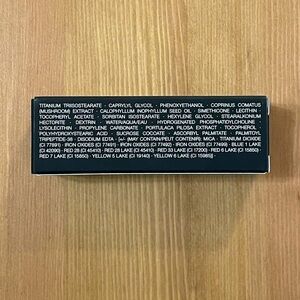 TITANIUM TRIISOSTEARATE · CAPRYLYL GLYCOL · PHENOXYETHANOL · COPRINUS COMATUS
(MUSHROOM) EXTRACT · CALOPHYLLUM INOPHYLLUM SEED OIL · SIMETHICONE · LECITHIN ·
TOCOPHERYL ACETATE · SORBITAN ISOSTEARATE · HEXYLENE GLYCOL · STEARALKONIUM
HECTORITE · DEXTRIN · WATER/AQUA/EAU · HYDROGENATED PHOSPHATIDYLCHOLINE ·
LYSOLECITHIN · PROPYLENE CARBONATE · PORTULACA PILOSA EXTRACT · TOCOPHEROL ·
POLYHYDROXYSTEARIC ACID · SUCROSE COCOATE · ASCORBYL PALMITATE · PALMITOYL
TRIPEPTIDE-38 · DISODIUM EDTA · +/- (MAY CONTAIN/PEUT CONTENIR): MICA · TITANIUM DIOXIDE
(CI 77891) · IRON OXIDES (CI 77491) · IRON OXIDES (CI 77492) · IRON OXIDES (CI 77499) · BLUE 1 LAKE
(CI 42090) · RED 28 (CI 45410) · RED 28 LAKE (CI 45410) · RED 33 LAKE (CI 17200) · RED 6 LAKE (CI 15850) ·
RED 7 LAKE (CI 15850) · YELLOW 5 LAKE (CI 19140) · YELLOW 6 LAKE (CI 15985)]